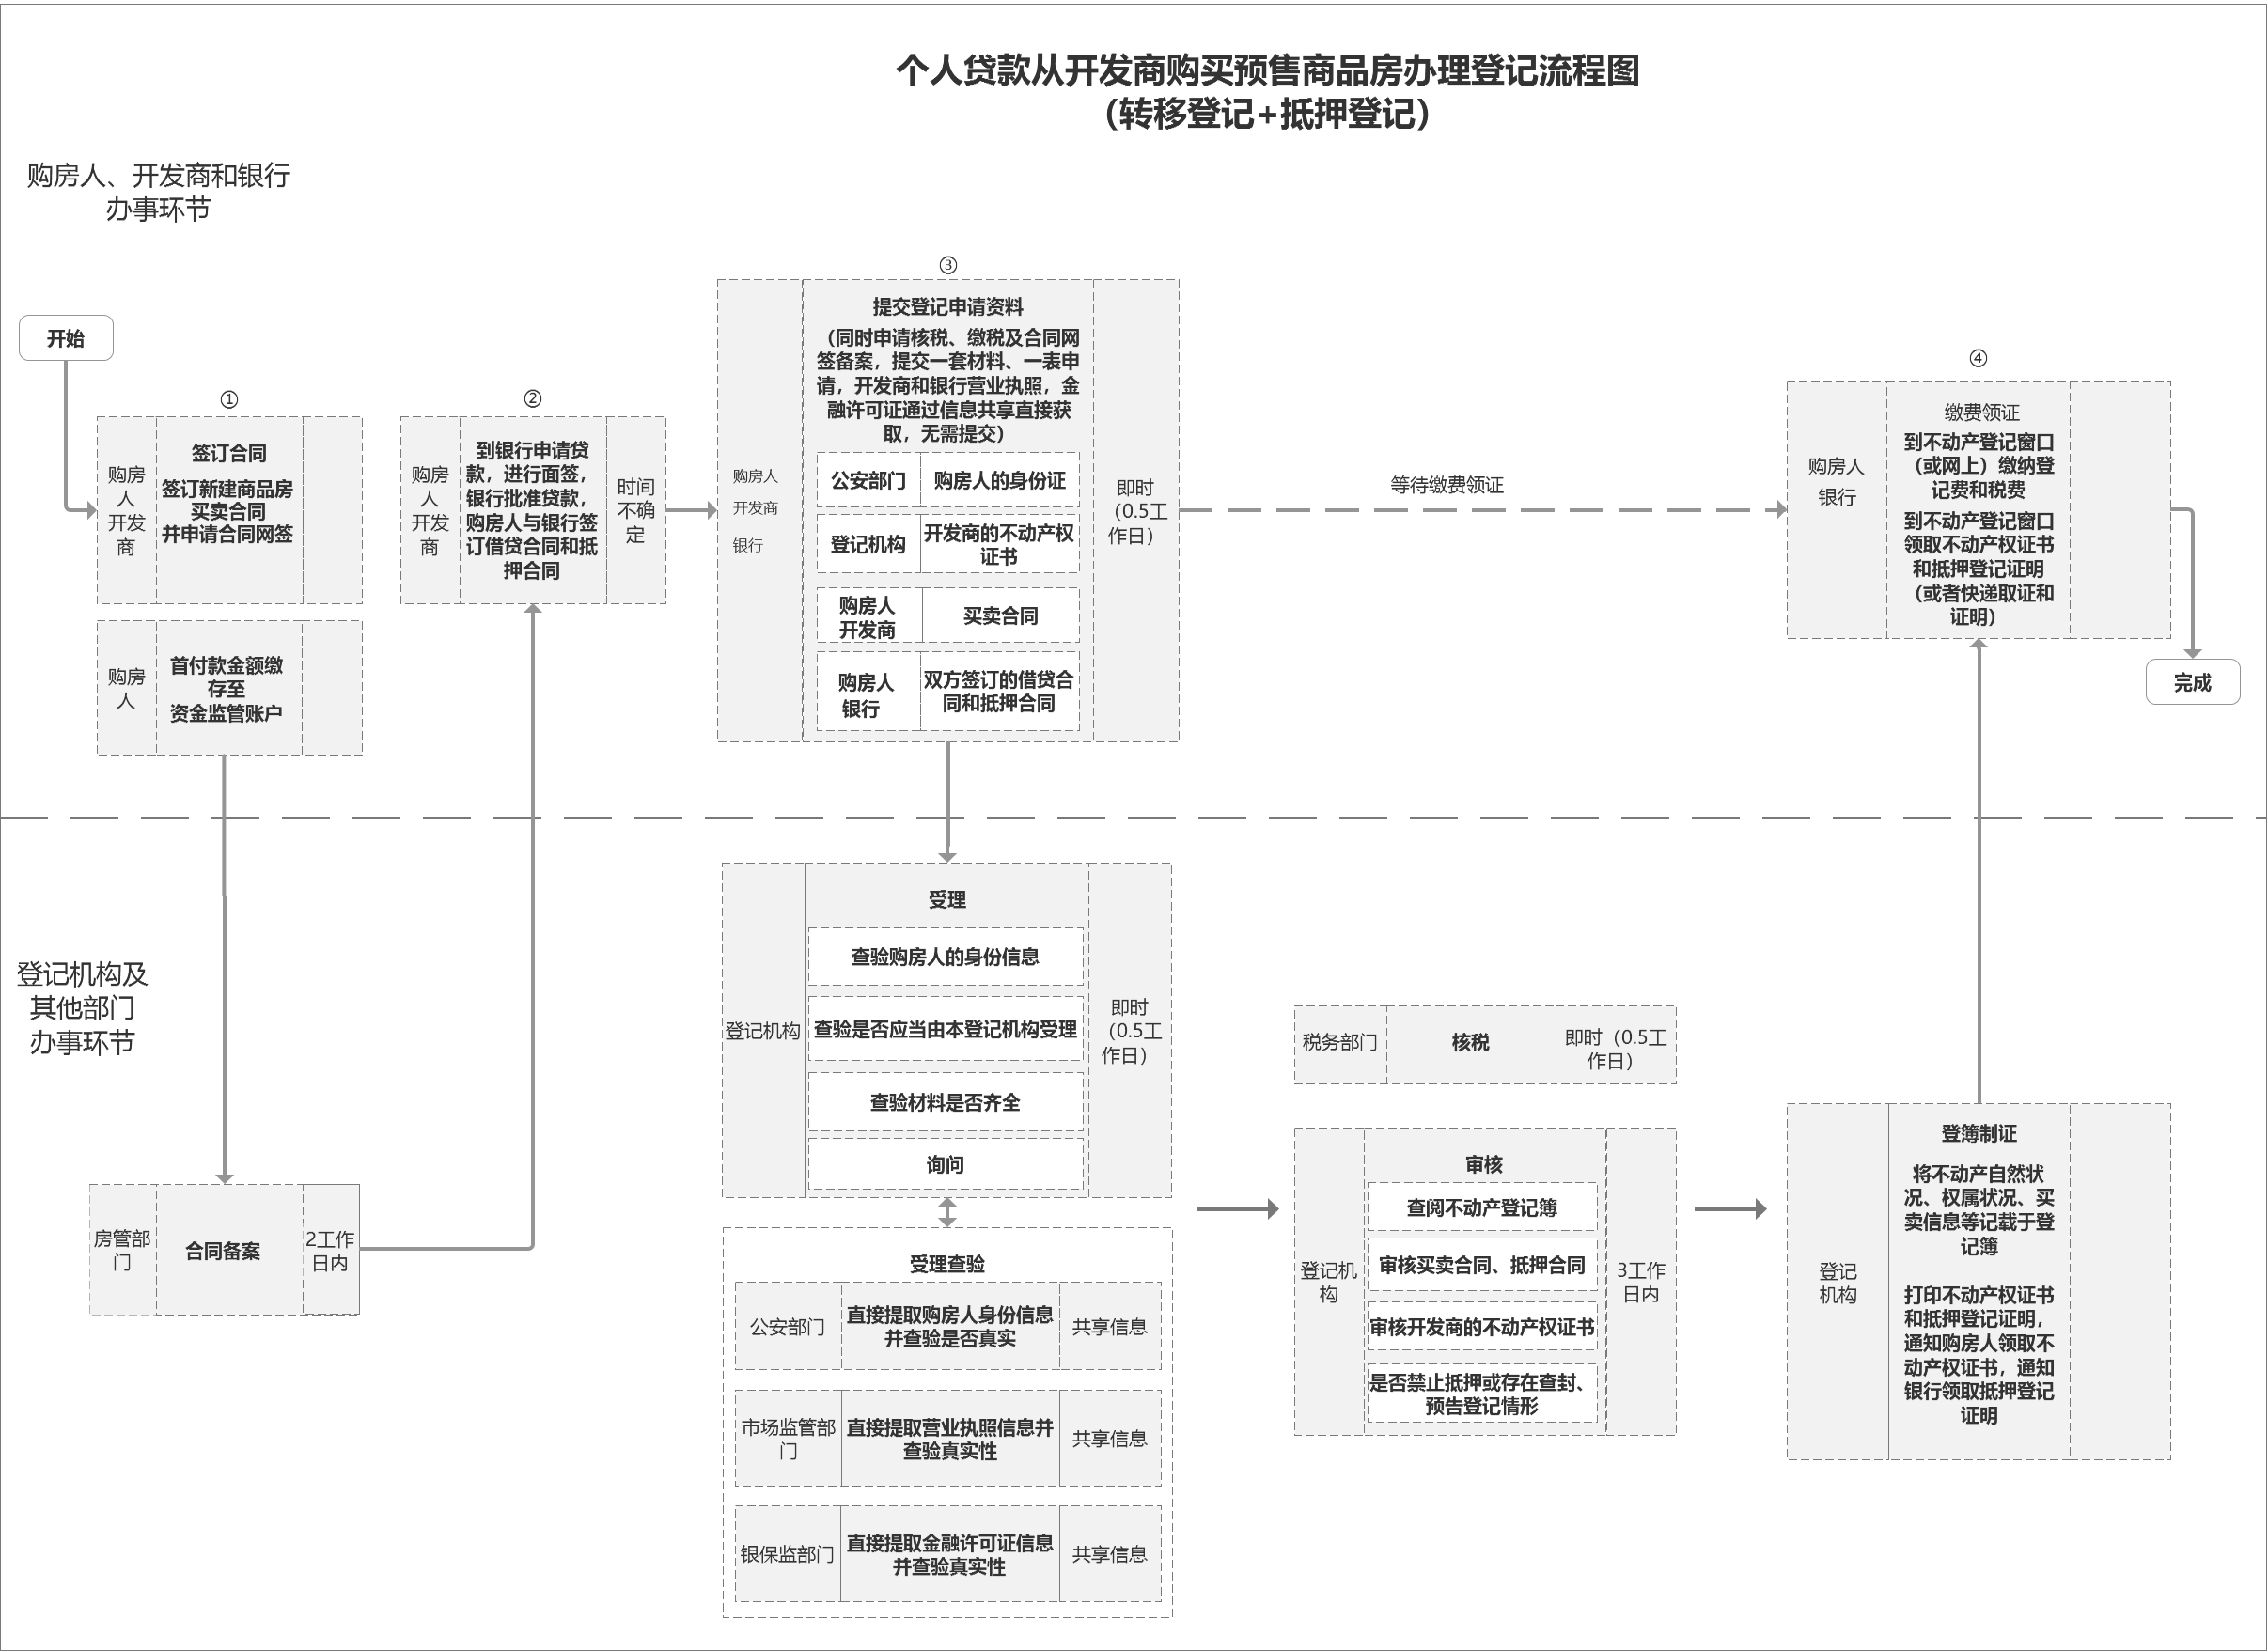 个人贷款从开发商购买预售商品房办理登记流程图
（转移登记+抵押登记）
购房人、开发商和银行
办事环节
开始
①
购房
人
开发
商
签订合同
签订新建商品房
买卖合同
并申请合同网签
购房
人
首付款金额缴
存至
资金监管账户
②
购房
人
开发
商
到银行申请贷
款，进行面签，
银行批准贷款，
购房人与银行签
订借贷合同和抵
押合同
时间
不确
定
③
购房人
开发商
银行
提交登记申请资料
（同时申请核税、缴税及合同网
签备案，提交一套材料、一表申
请，开发商和银行营业执照，金
融许可证通过信息共享直接获
取，无需提交）
公安部门
购房人的身份证
登记机构
开发商的不动产权
证书
购房人
开发商
买卖合同
购房人
银行
双方签订的借贷合
同和抵押合同
即时
（0.5工
作日）
等待缴费领证
④
购房人
银行
缴费领证
到不动产登记窗口
（或网上）缴纳登
记费和税费
到不动产登记窗口
领取不动产权证书
和抵押登记证明
（或者快递取证和
证明）
完成
登记机构及
其他部门
办事环节
房管部
门
合同备案
2工作
日内
登记机构
受理
查验购房人的身份信息
查验是否应当由本登记机构受理
查验材料是否齐全
询问
即时
（0.5工
作日）
受理查验
公安部门
直接提取购房人身份信息
并查验是否真实
共享信息
市场监管部
门
直接提取营业执照信息并
查验真实性
共享信息
银保监部门
直接提取金融许可证信息
并查验真实性
共享信息
税务部门
核税
即时（0.5工
作日）
登记机
构
审核
查阅不动产登记簿
审核买卖合同、抵押合同
审核开发商的不动产权证书
是否禁止抵押或存在查封、
预告登记情形
3工作
日内
登记
机构
登簿制证
将不动产自然状
况、权属状况、买
卖信息等记载于登
记簿
打印不动产权证书
和抵押登记证明，
通知购房人领取不
动产权证书，通知
银行领取抵押登记
证明